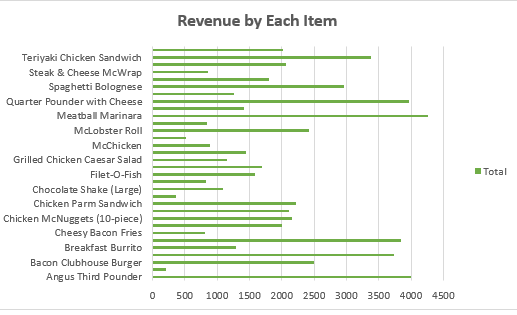 Revenue by Each Item
Teriyaki Chicken Sandwich
Steak & Cheese McWrap
Spaghetti Bolognese
Quarter Pounder with Cheese
Meatball Marinara
McLobster Roll
McChicken
Grilled Chicken Caesar Salad
Filet-O-Fish
Chocolate Shake (Large)
Chicken Parm Sandwich
Chicken McNuggets (10-piece)
Cheesy Bacon Fries
Breakfast Burrito
Bacon Clubhouse Burger
Angus Third Pounder
0 500 1000 1500 2000 2500 3000 3500 4000 4500
Total